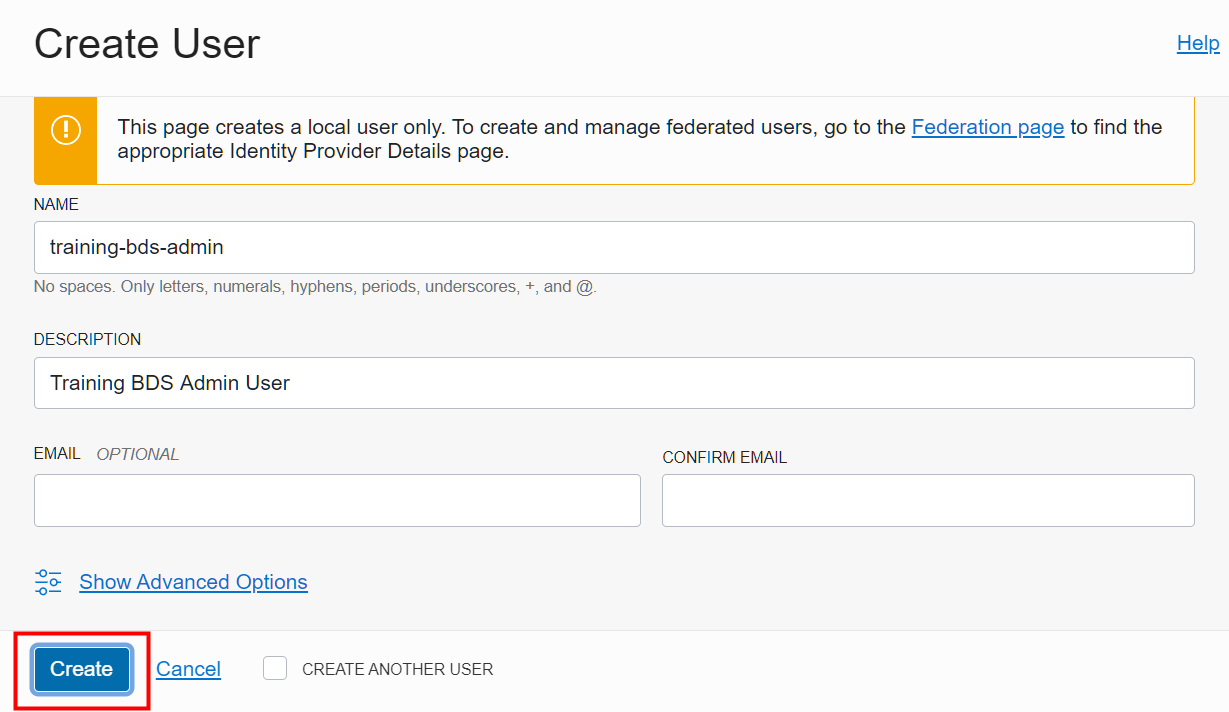 Create User
Help
This page creates a local user only. To create and manage federated users, go to the Federation page to find the
appropriate Identity Provider Details page.
NAME
training-bds-admin
No spaces. Only letters, numerals, hyphens, periods, underscores, +, and @.
DESCRIPTION
Training BDS Admin User
EMAIL OPTIONAL
CONFIRM EMAIL
Show Advanced Options
Create Cancel CREATE ANOTHER USER